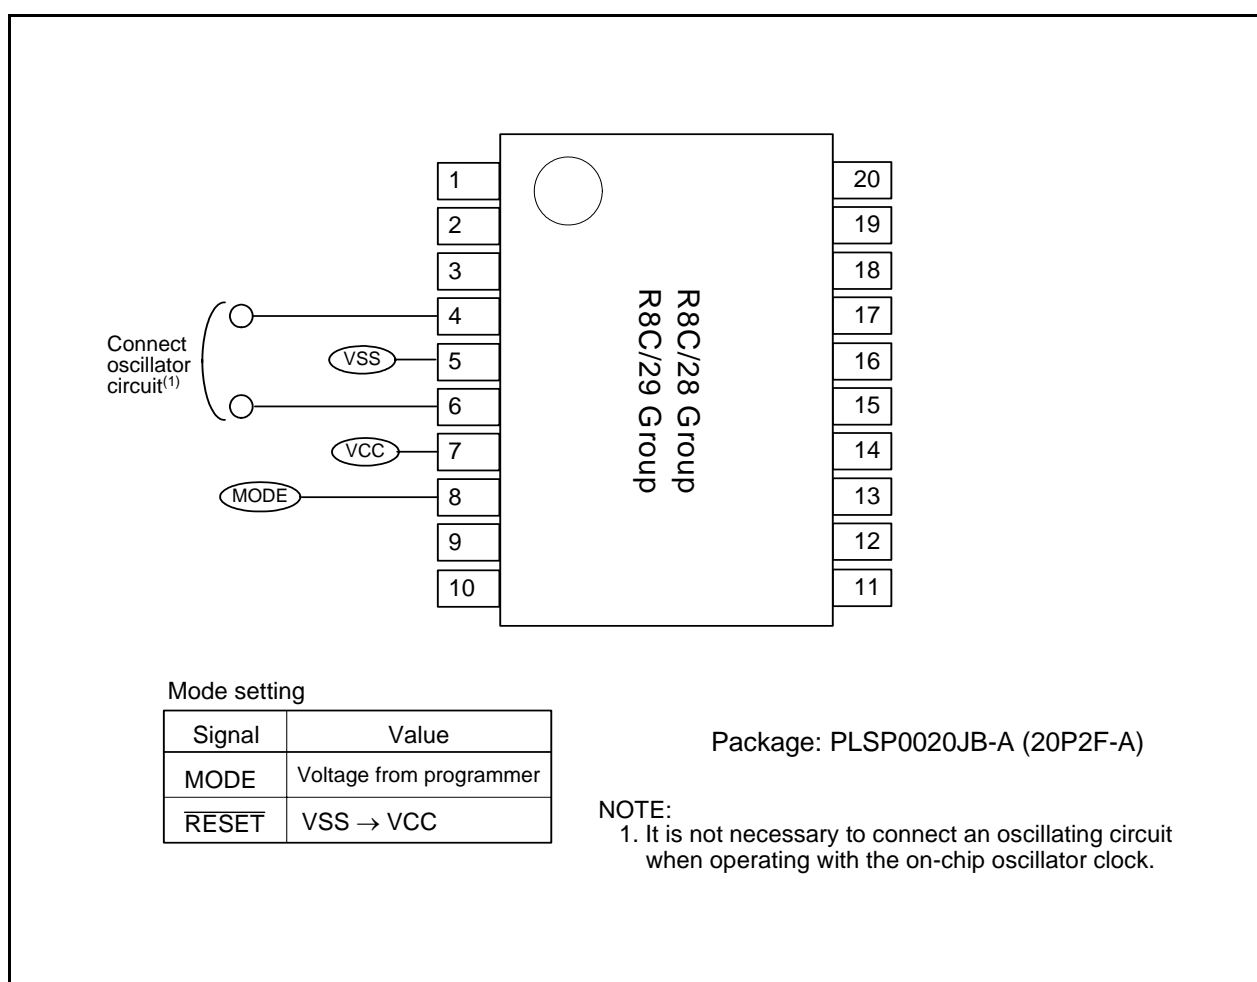 1
2
3
4
5
6
7
8
9
10
20
19
18
17
16
15
14
13
12
11
Connect
oscillator
circuit(1)
VSS
VCC
MODE
R8C/28 Group
R8C/29 Group
Mode setting
Signal Value
MODE Voltage from programmer
RESET VSS → VCC
Package: PLSP0020JB-A (20P2F-A)
NOTE:
1. It is not necessary to connect an oscillating circuit
when operating with the on-chip oscillator clock.